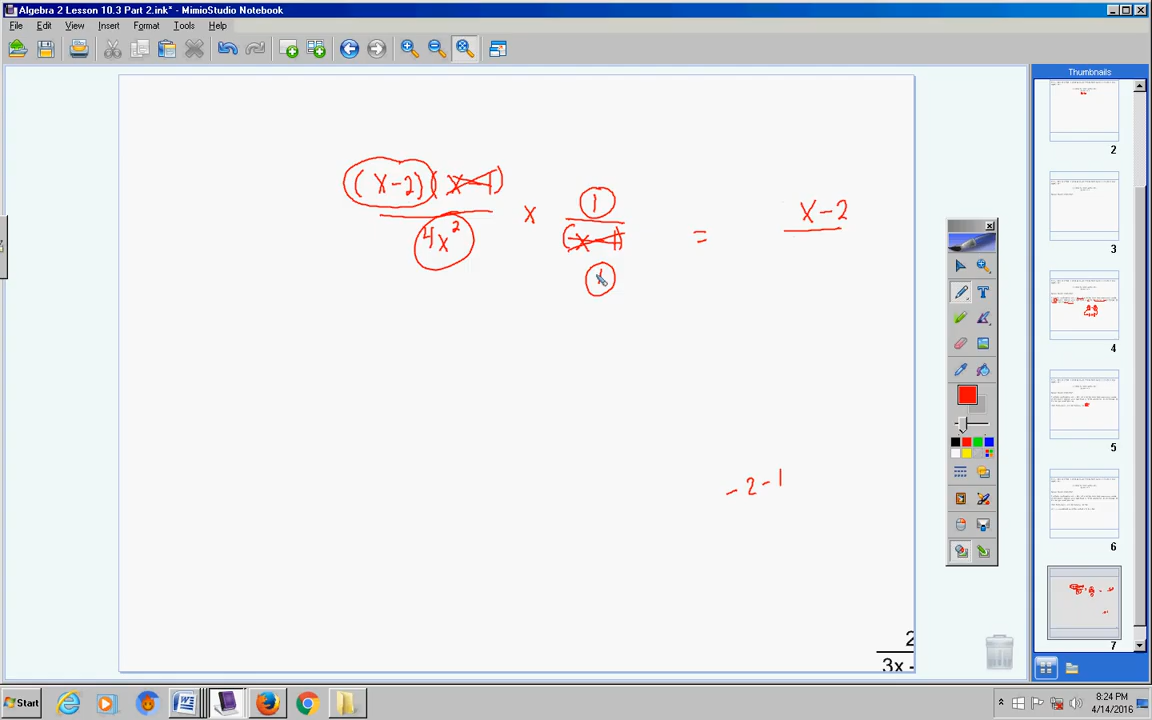 Algebra 2 Lesson 10.3 Part 2.ink* - MimioStudio Notebook
File Edit View Insert Format Tools Help
Thumbnails
2
3
4
5
6
7
(x-2)(x-1)
4x²
x
1
(x-1)
1
=
x-2
-2-1
2
3x -
T
Start
8:24 PM
4/14/2016